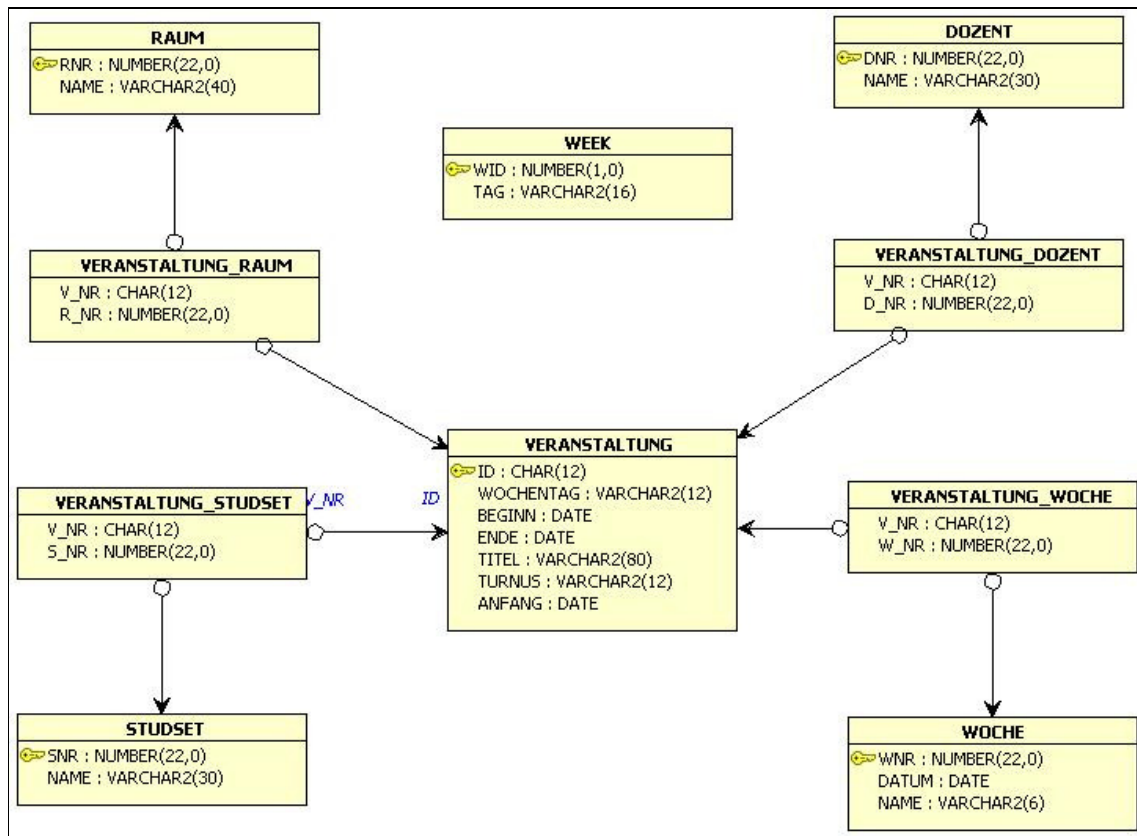 RAUM
RNR : NUMBER(22,0)
NAME : VARCHAR2(40)
DOZENT
DNR : NUMBER(22,0)
NAME : VARCHAR2(30)
WEEK
WID : NUMBER(1,0)
TAG : VARCHAR2(16)
VERANSTALTUNG_RAUM
V_NR : CHAR(12)
R_NR : NUMBER(22,0)
VERANSTALTUNG_DOZENT
V_NR : CHAR(12)
D_NR : NUMBER(22,0)
VERANSTALTUNG
ID : CHAR(12)
WOCHENTAG : VARCHAR2(12)
BEGINN : DATE
ENDE : DATE
TITEL : VARCHAR2(80)
TURNUS : VARCHAR2(12)
ANFANG : DATE
VERANSTALTUNG_STUDSET
V_NR : CHAR(12)
S_NR : NUMBER(22,0)
V_NR
ID
VERANSTALTUNG_WOCHE
V_NR : CHAR(12)
W_NR : NUMBER(22,0)
STUDSET
SNR : NUMBER(22,0)
NAME : VARCHAR2(30)
WOCHE
WNR : NUMBER(22,0)
DATUM : DATE
NAME : VARCHAR2(6)